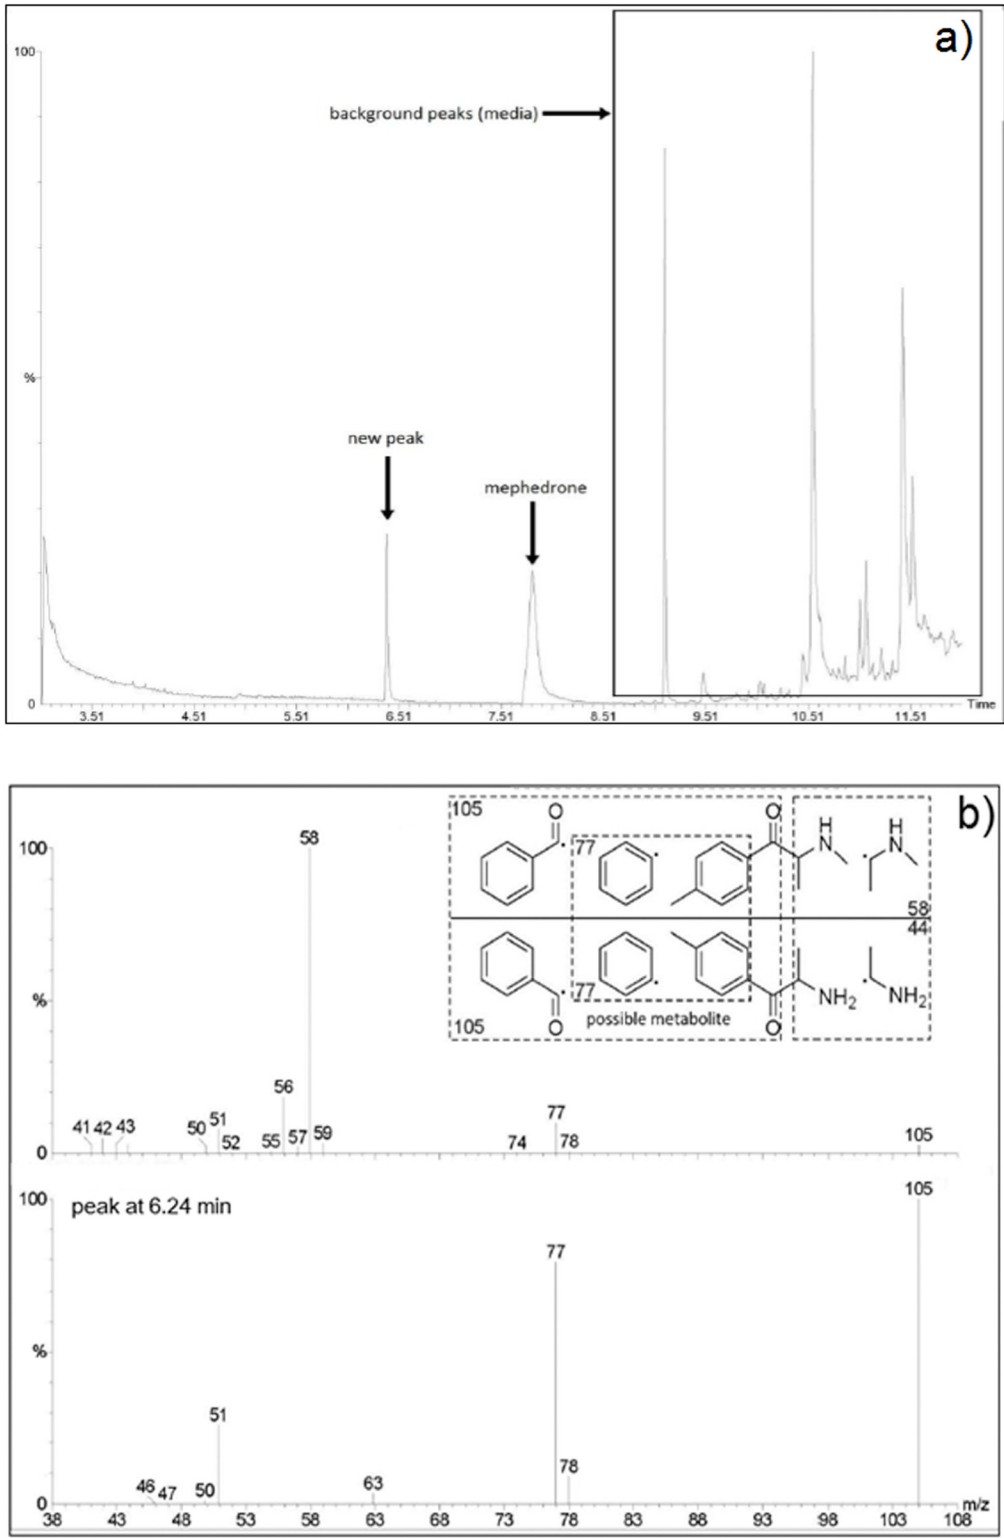 a)
100
background peaks (media)
%
new peak
mephedrone
0
3.51 4.51 5.51 6.51 7.51 8.51 9.51 10.51 11.51 Time
b)
105 O O H H
77 N N
58
44
77 NH2 NH2
105 O possible metabolite O
100
58
%
56
41 42 43 50 51 52 55 57 59 74 77 78 105
0
100
peak at 6.24 min
105
77
%
51
46 47 50 63 78
0
38 43 48 53 58 63 68 73 78 83 88 93 98 103 108 m/z